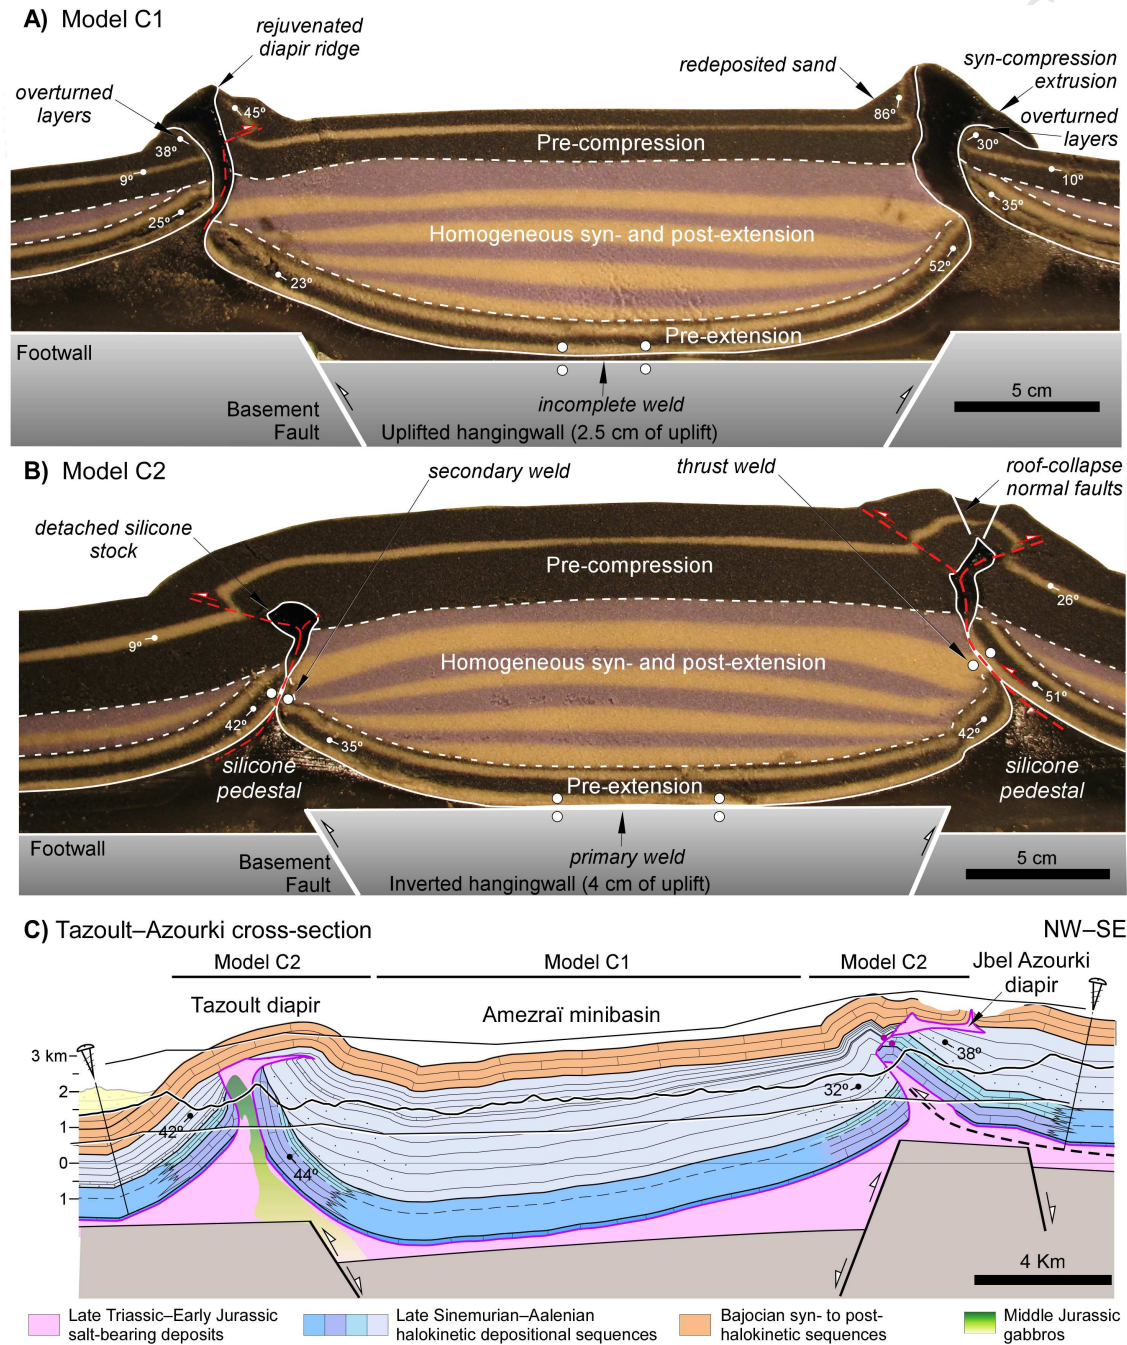 A) Model C1
rejuvenated
diapir ridge
redeposited sand
syn-compression
extrusion
overturned
layers
overturned
layers
45º
86º
38º
30º
9º
10º
25º
35º
Pre-compression
Homogeneous syn- and post-extension
23º
52º
Pre-extension
Footwall
Basement
Fault
incomplete weld
Uplifted hangingwall (2.5 cm of uplift)
5 cm
B) Model C2
secondary weld
thrust weld
roof-collapse
normal faults
detached silicone
stock
Pre-compression
9º
26º
Homogeneous syn- and post-extension
42º
35º
51º
42º
silicone
pedestal
silicone
pedestal
Pre-extension
Footwall
Basement
Fault
primary weld
Inverted hangingwall (4 cm of uplift)
5 cm
C) Tazoult–Azourki cross-section
NW–SE
Model C2
Model C1
Model C2
Jbel Azourki
diapir
Tazoult diapir
Amezraï minibasin
3 km
2
1
0
1
42º
44º
32º
38º
4 Km
Late Triassic–Early Jurassic
salt-bearing deposits
Late Sinemurian–Aalenian
halokinetic depositional sequences
Bajocian syn- to post-
halokinetic sequences
Middle Jurassic
gabbros